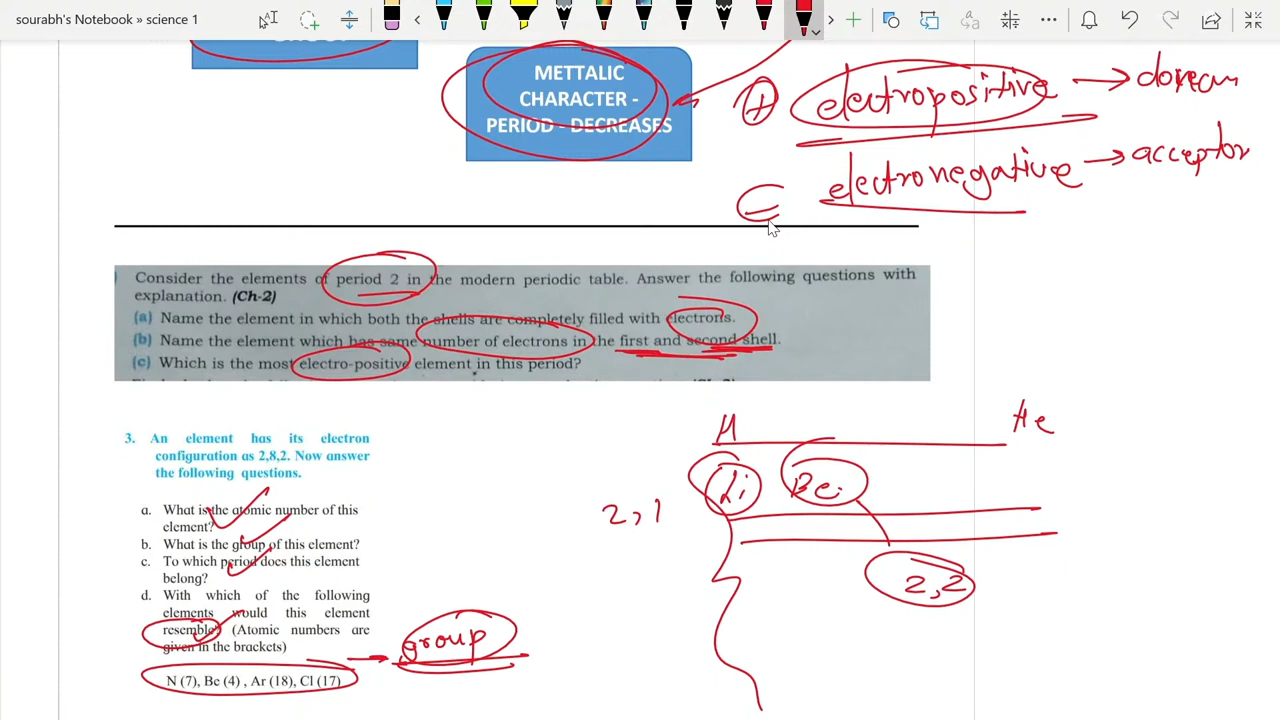 sourabh's Notebook » science 1
METTALIC
CHARACTER -
PERIOD - DECREASES
+ electropositive → 
electronegative → acceptor
Consider the elements of period 2 in the modern periodic table. Answer the following questions with
explanation. (Ch-2)
(a) Name the element in which both the shells are completely filled with electrons.
(b) Name the element which has same number of electrons in the first and second shell.
(c) Which is the most electro-positive element in this period?
H He
Li Be
2,1
2,2
3. An element has its electron
configuration as 2,8,2. Now answer
the following questions.
a. What is the atomic number of this
element?
b. What is the group of this element?
c. To which period does this element
belong?
d. With which of the following
elements would this element
resemble? (Atomic numbers are
given in the brackets)
N (7), Be (4) , Ar (18), Cl (17)
→ group